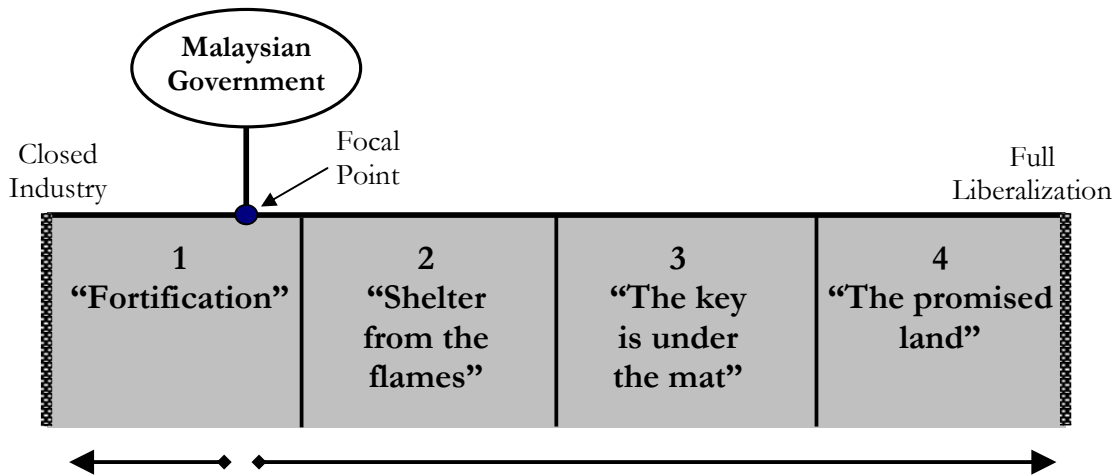 Malaysian
Government
Focal
Point
Closed
Industry
Full
Liberalization
1
“Fortification”
2
“Shelter
from the
flames”
3
“The key
is under
the mat”
4
“The promised
land”